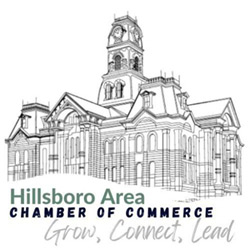 Hillsboro Area
CHAMBER OF COMMERCE
Grow, Connect, Lead